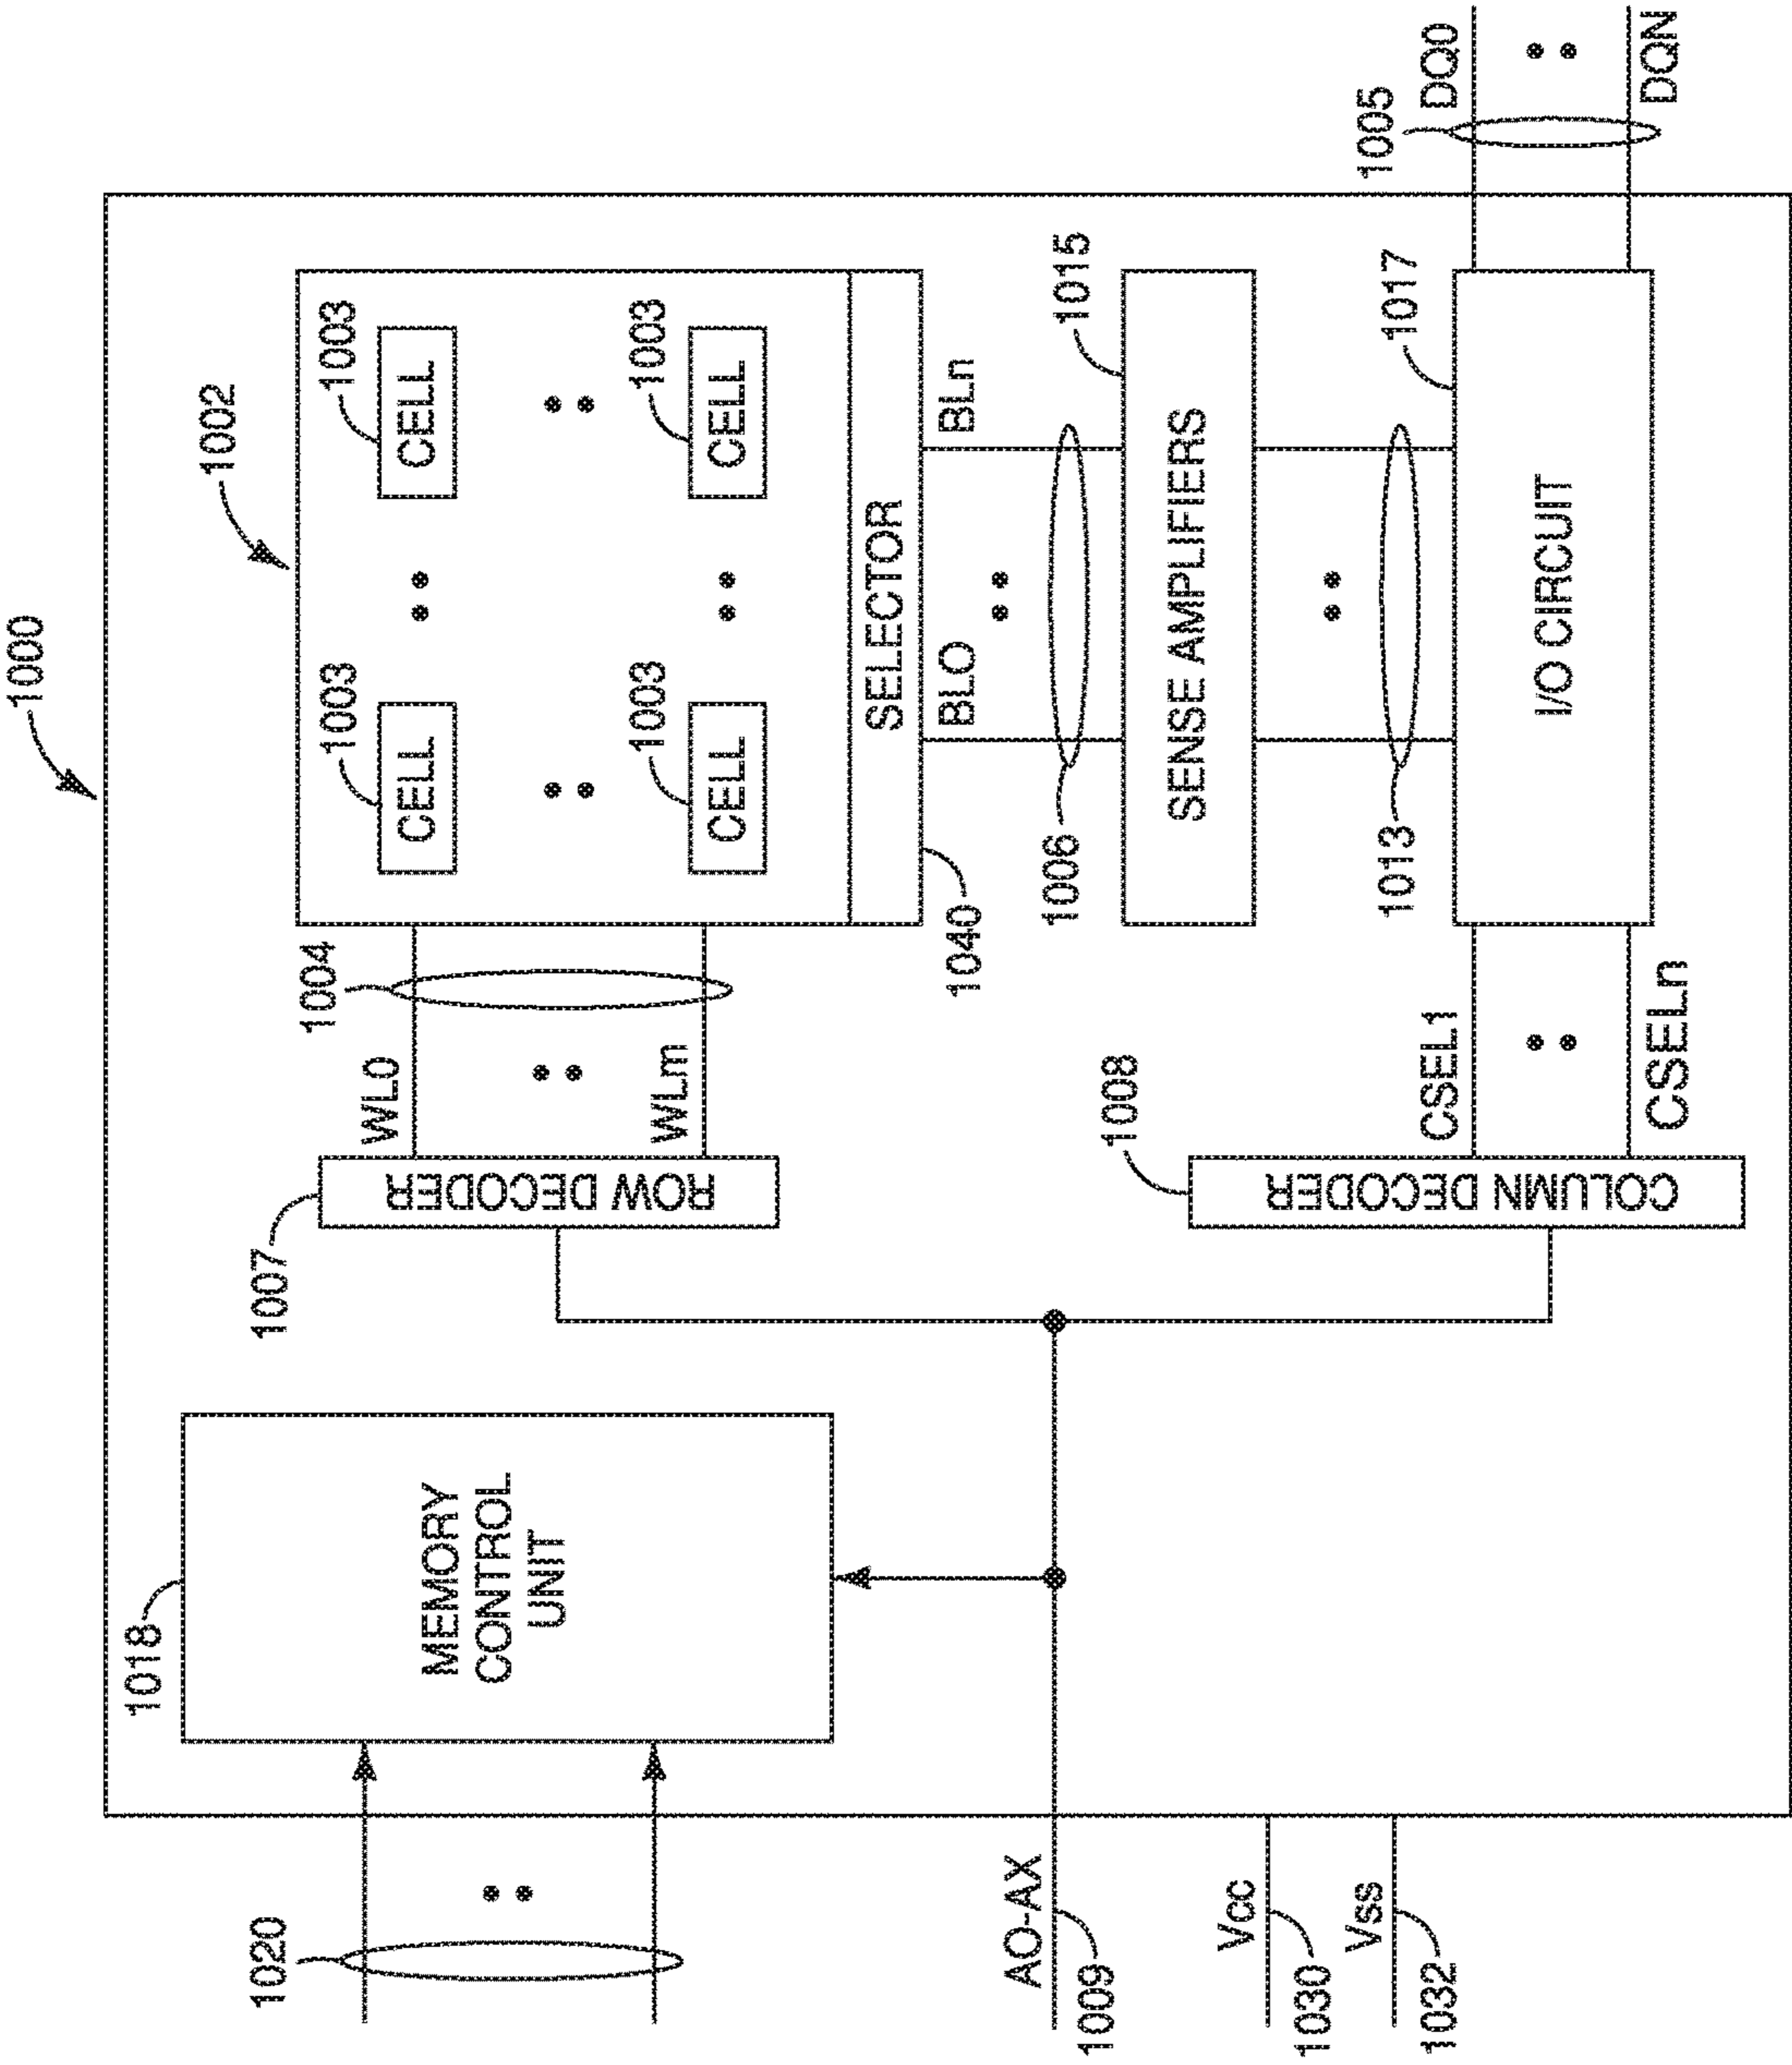 1000
1002
1003
CELL
1003
CELL
1003
CELL
1003
CELL
SELECTOR
1040
1004
WL0
WLm
1007
ROW DECODER
1018
MEMORY
CONTROL
UNIT
1020
BLO
BLn
1006
1015
SENSE AMPLIFIERS
1013
1017
I/O CIRCUIT
1008
COLUMN DECODER
CSEL1
CSELn
1005
DQ0
DQN
AO-AX
1009
Vcc
1030
Vss
1032